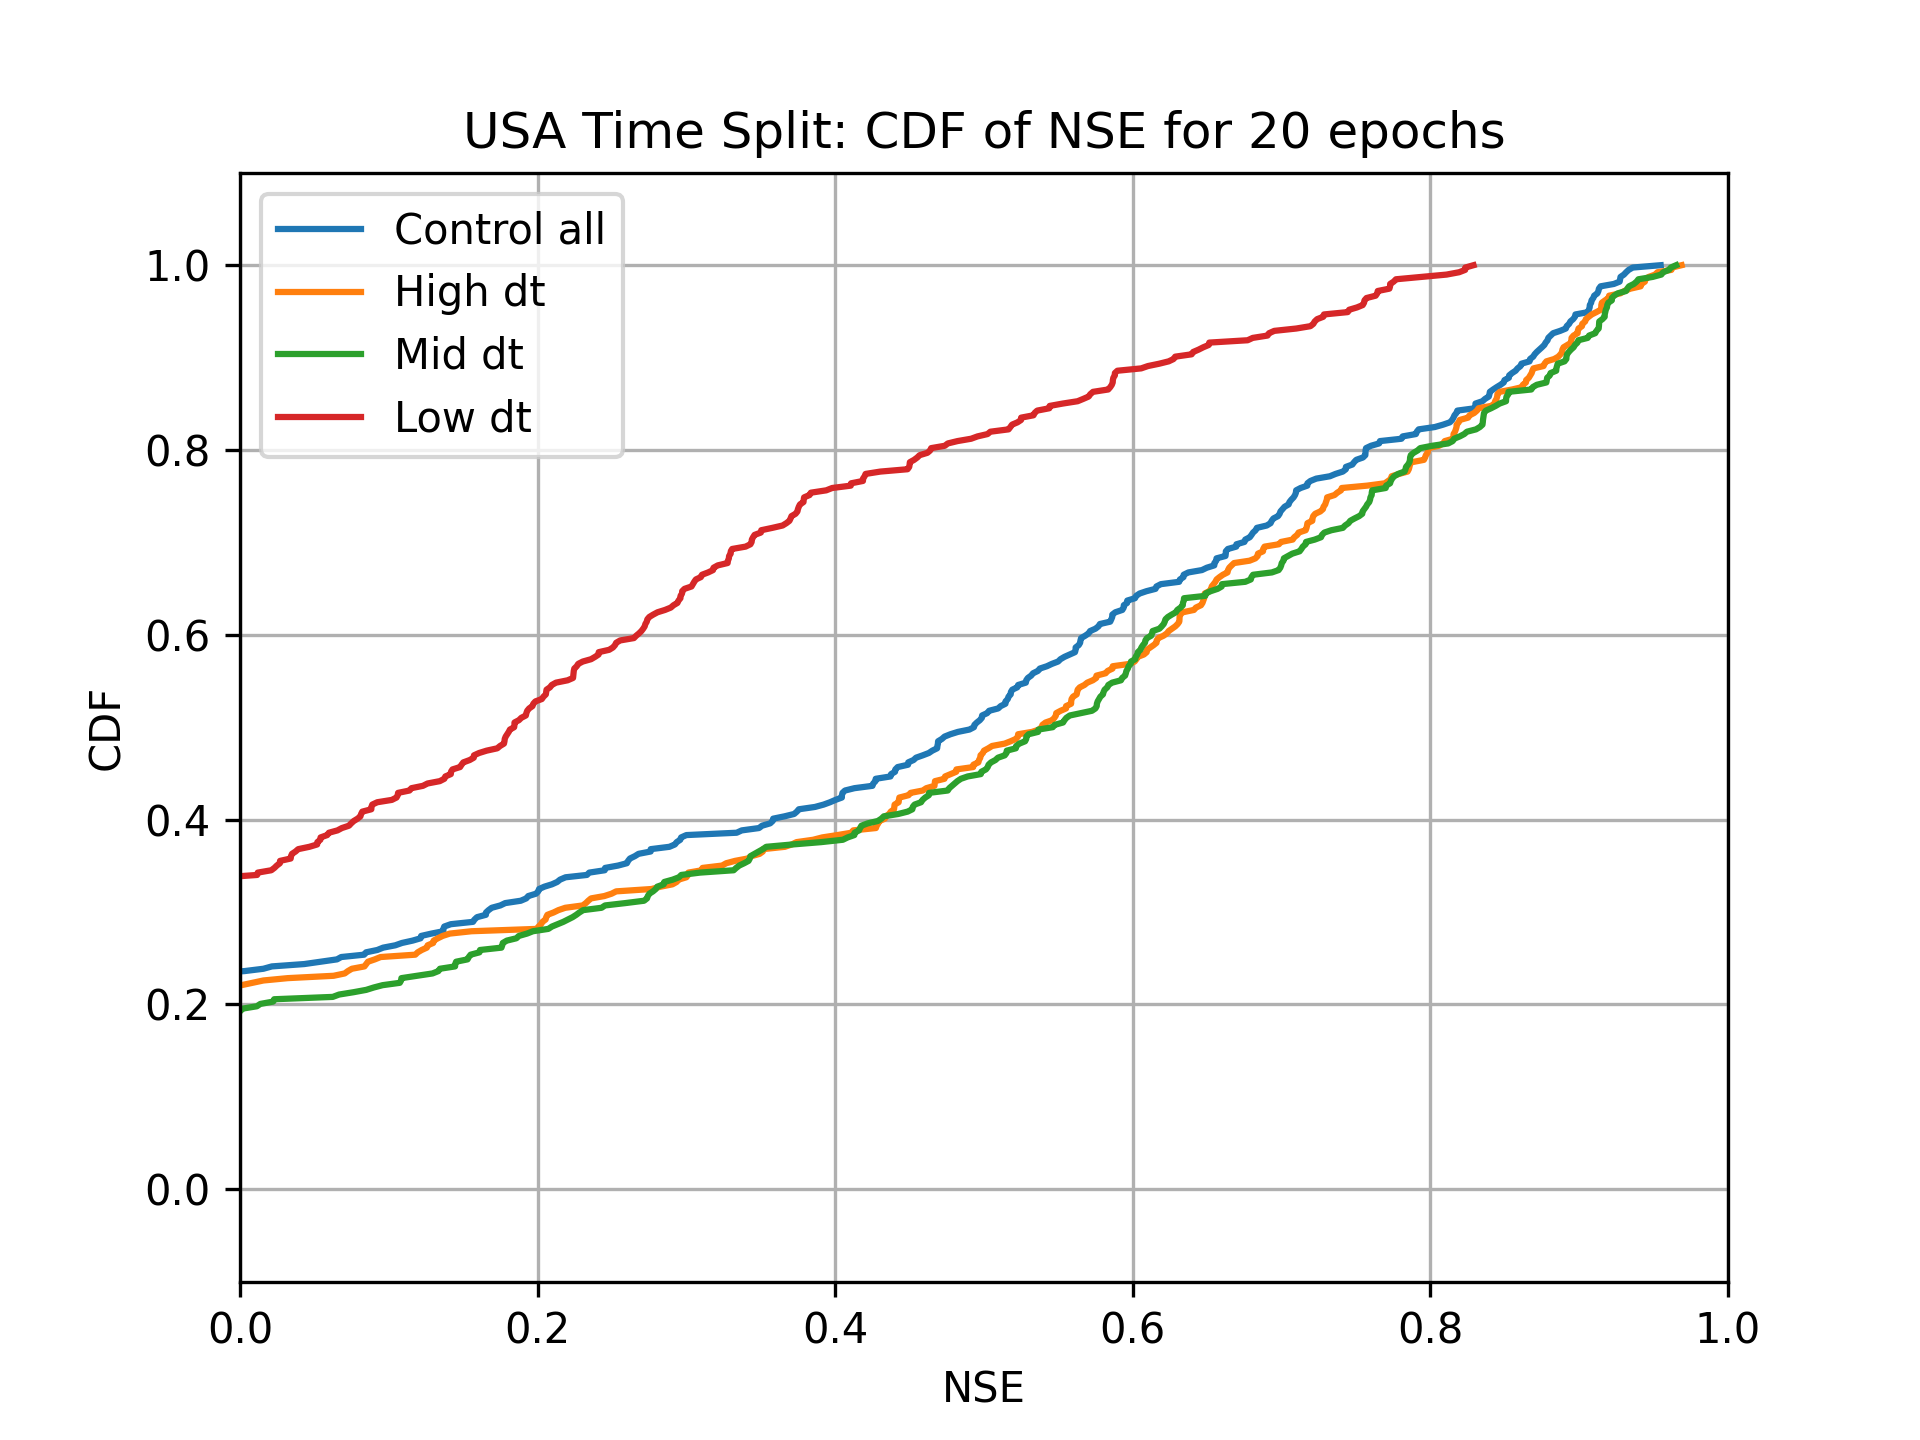 USA Time Split: CDF of NSE for 20 epochs
Control all
High dt
Mid dt
Low dt
1.0
0.8
0.6
0.4
0.2
0.0
CDF
0.0 0.2 0.4 0.6 0.8 1.0
NSE